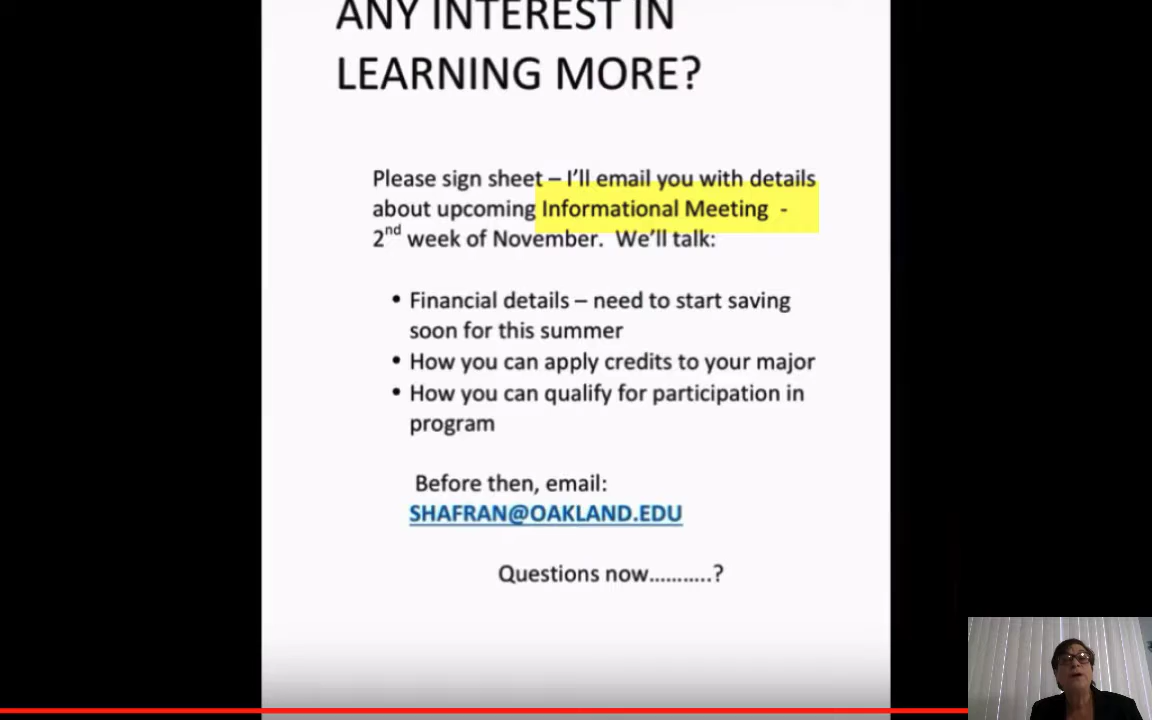 ANY INTEREST IN
LEARNING MORE?
Please sign sheet – I'll email you with details
about upcoming Informational Meeting -
2nd week of November. We'll talk:
• Financial details – need to start saving
soon for this summer
• How you can apply credits to your major
• How you can qualify for participation in
program
Before then, email:
SHAFRAN@OAKLAND.EDU
Questions now...........?